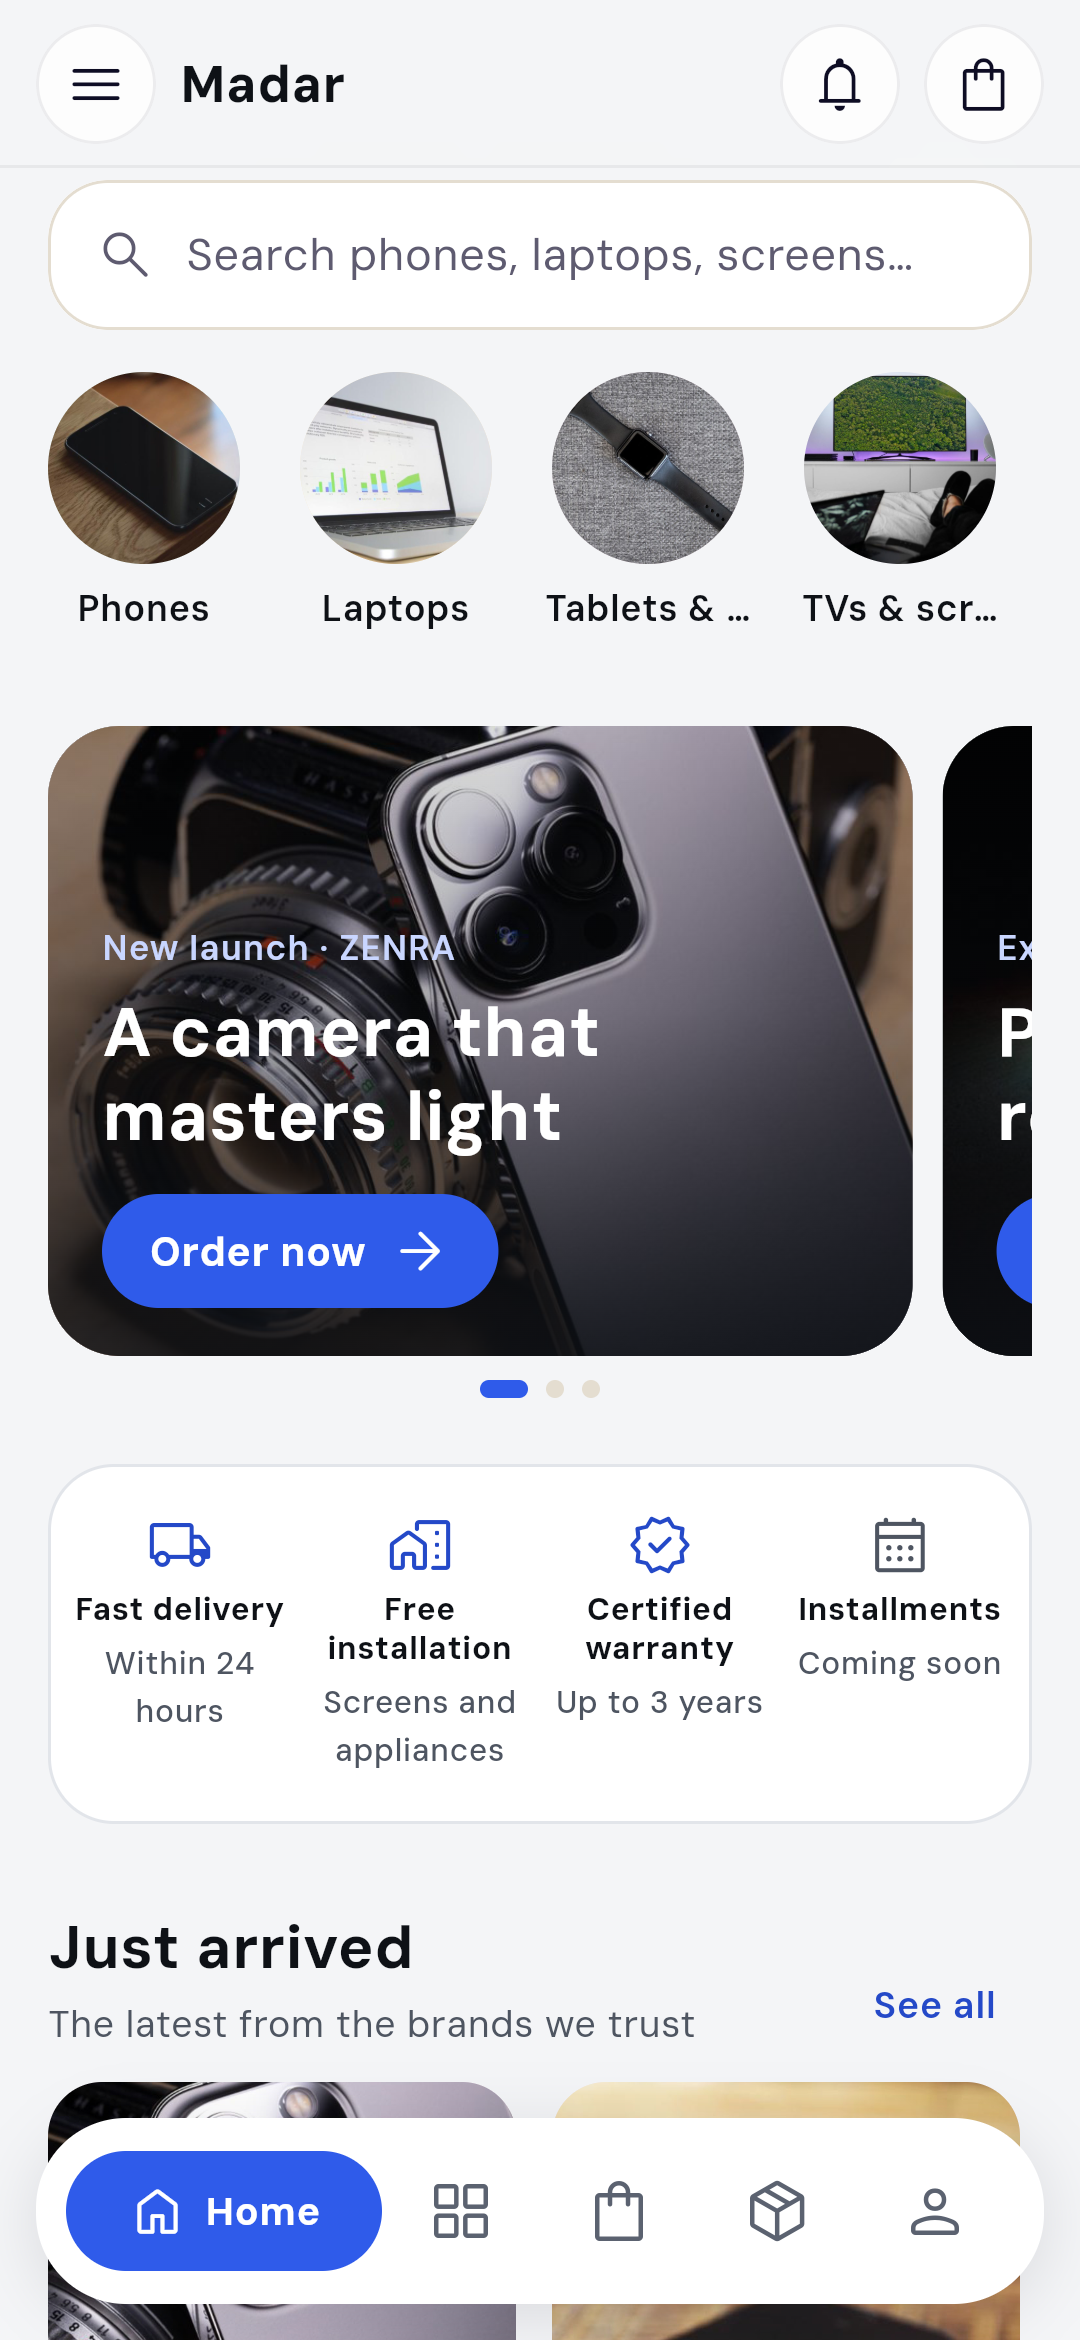 Madar
Search phones, laptops, screens...
Phones
Laptops
Tablets & ...
TVs & scr...
New launch · ZENRA
A camera that
masters light
Order now
Ex
P
Fast delivery
Within 24
hours
Free
installation
Screens and
appliances
Certified
warranty
Up to 3 years
Installments
Coming soon
Just arrived
The latest from the brands we trust
See all
Home